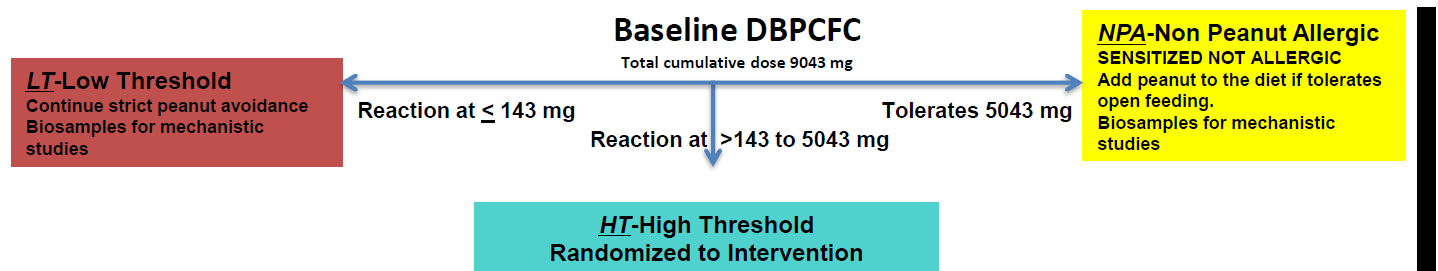 Baseline DBPCFC
Total cumulative dose 9043 mg
LT-Low Threshold
Continue strict peanut avoidance
Biosamples for mechanistic
studies
Reaction at ≤ 143 mg
Reaction at >143 to 5043 mg
Tolerates 5043 mg
NPA-Non Peanut Allergic
SENSITIZED NOT ALLERGIC
Add peanut to the diet if tolerates
open feeding.
Biosamples for mechanistic
studies
HT-High Threshold
Randomized to Intervention